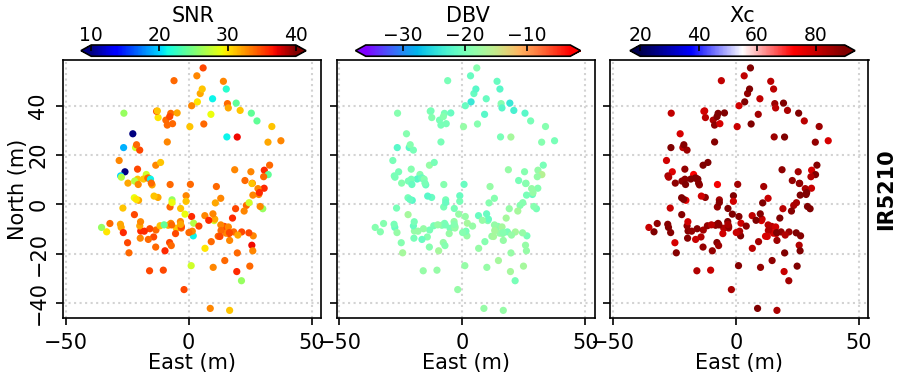 SNR DBV Xc
10 20 30 40 −30 −20 −10 20 40 60 80
North (m)
40
20
0
−20
−40
−50 0 50 −50 0 50 −50 0 50
East (m) East (m) East (m)
IR5210